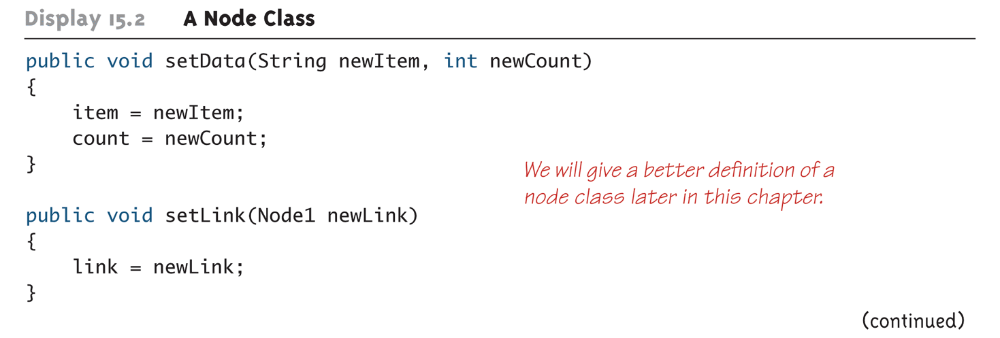 Display 15.2 A Node Class
public void setData(String newItem, int newCount)
{
    item = newItem;
    count = newCount;
}
We will give a better definition of a
node class later in this chapter.
public void setLink(Node1 newLink)
{
    link = newLink;
}
(continued)